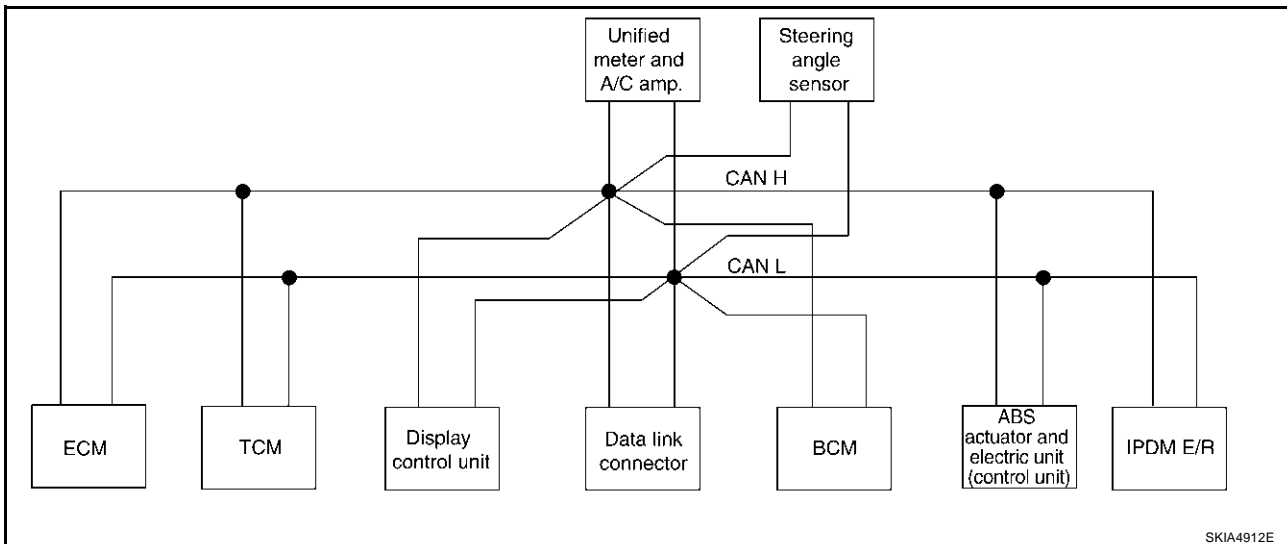 Unified
meter and
A/C amp.
Steering
angle
sensor
CAN H
CAN L
ECM
TCM
Display
control unit
Data link
connector
BCM
ABS
actuator and
electric unit
(control unit)
IPDM E/R
SKIA4912E